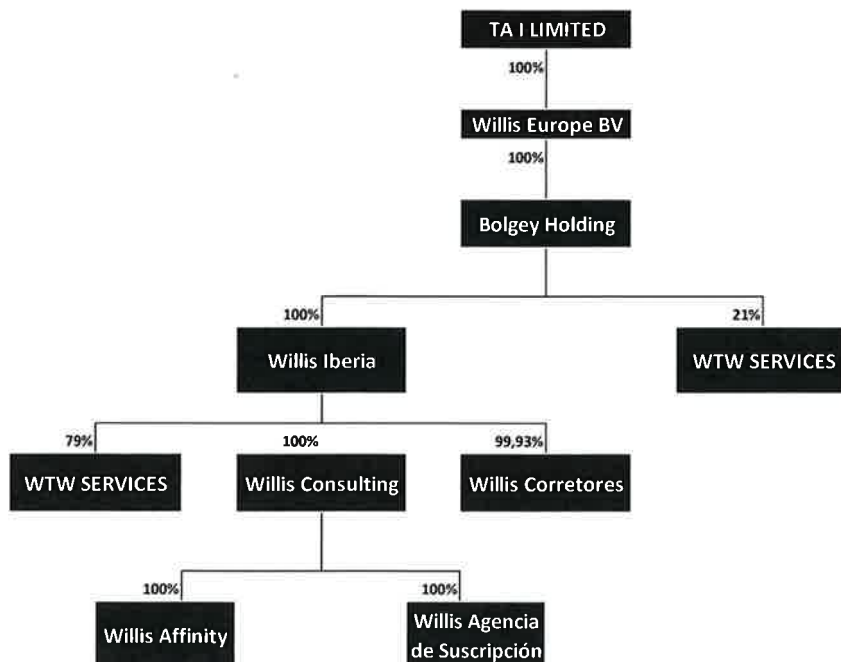 TA I LIMITED
100%
Willis Europe BV
100%
Bolgey Holding
100%
21%
Willis Iberia
WTW SERVICES
79%
100%
99,93%
WTW SERVICES
Willis Consulting
Willis Corretores
100%
100%
Willis Affinity
Willis Agencia
de Suscripción